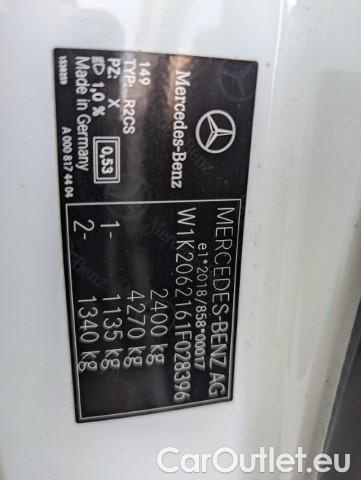 Mercedes-Benz
149
TYP: R2CS
PZ: X
1,0 %
0,53
Made in Germany
A 000 817 44 04
MERCEDES-BENZ AG
e1*2018/858*00017
W1K2062161F028396
2400 kg
4270 kg
1- 1135 kg
2- 1340 kg
CarOutlet.eu